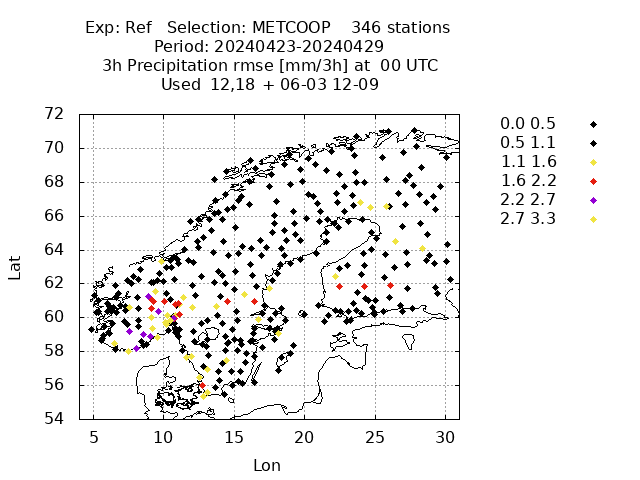 Exp: Ref   Selection: METCOOP    346 stations
Period: 20240423-20240429
3h Precipitation rmse [mm/3h] at  00 UTC
Used  12,18 + 06-03 12-09
0.0 0.5
0.5 1.1
1.1 1.6
1.6 2.2
2.2 2.7
2.7 3.3
72
70
68
66
64
62
60
58
56
54
Lat
5 10 15 20 25 30
Lon